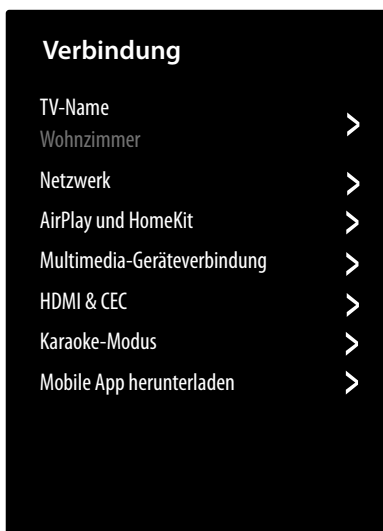 Verbindung
TV-Name
Wohnzimmer
Netzwerk
AirPlay und HomeKit
Multimedia-Geräteverbindung
HDMI & CEC
Karaoke-Modus
Mobile App herunterladen